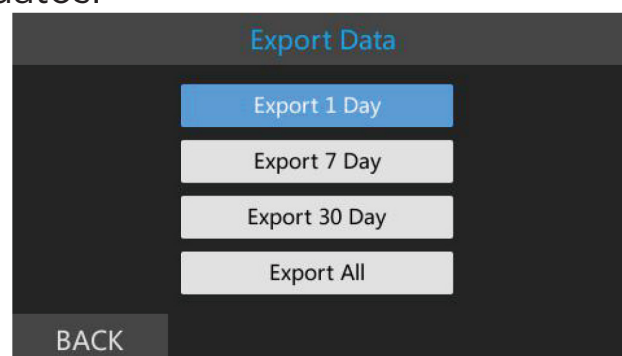 Export Data
Export 1 Day
Export 7 Day
Export 30 Day
Export All
BACK